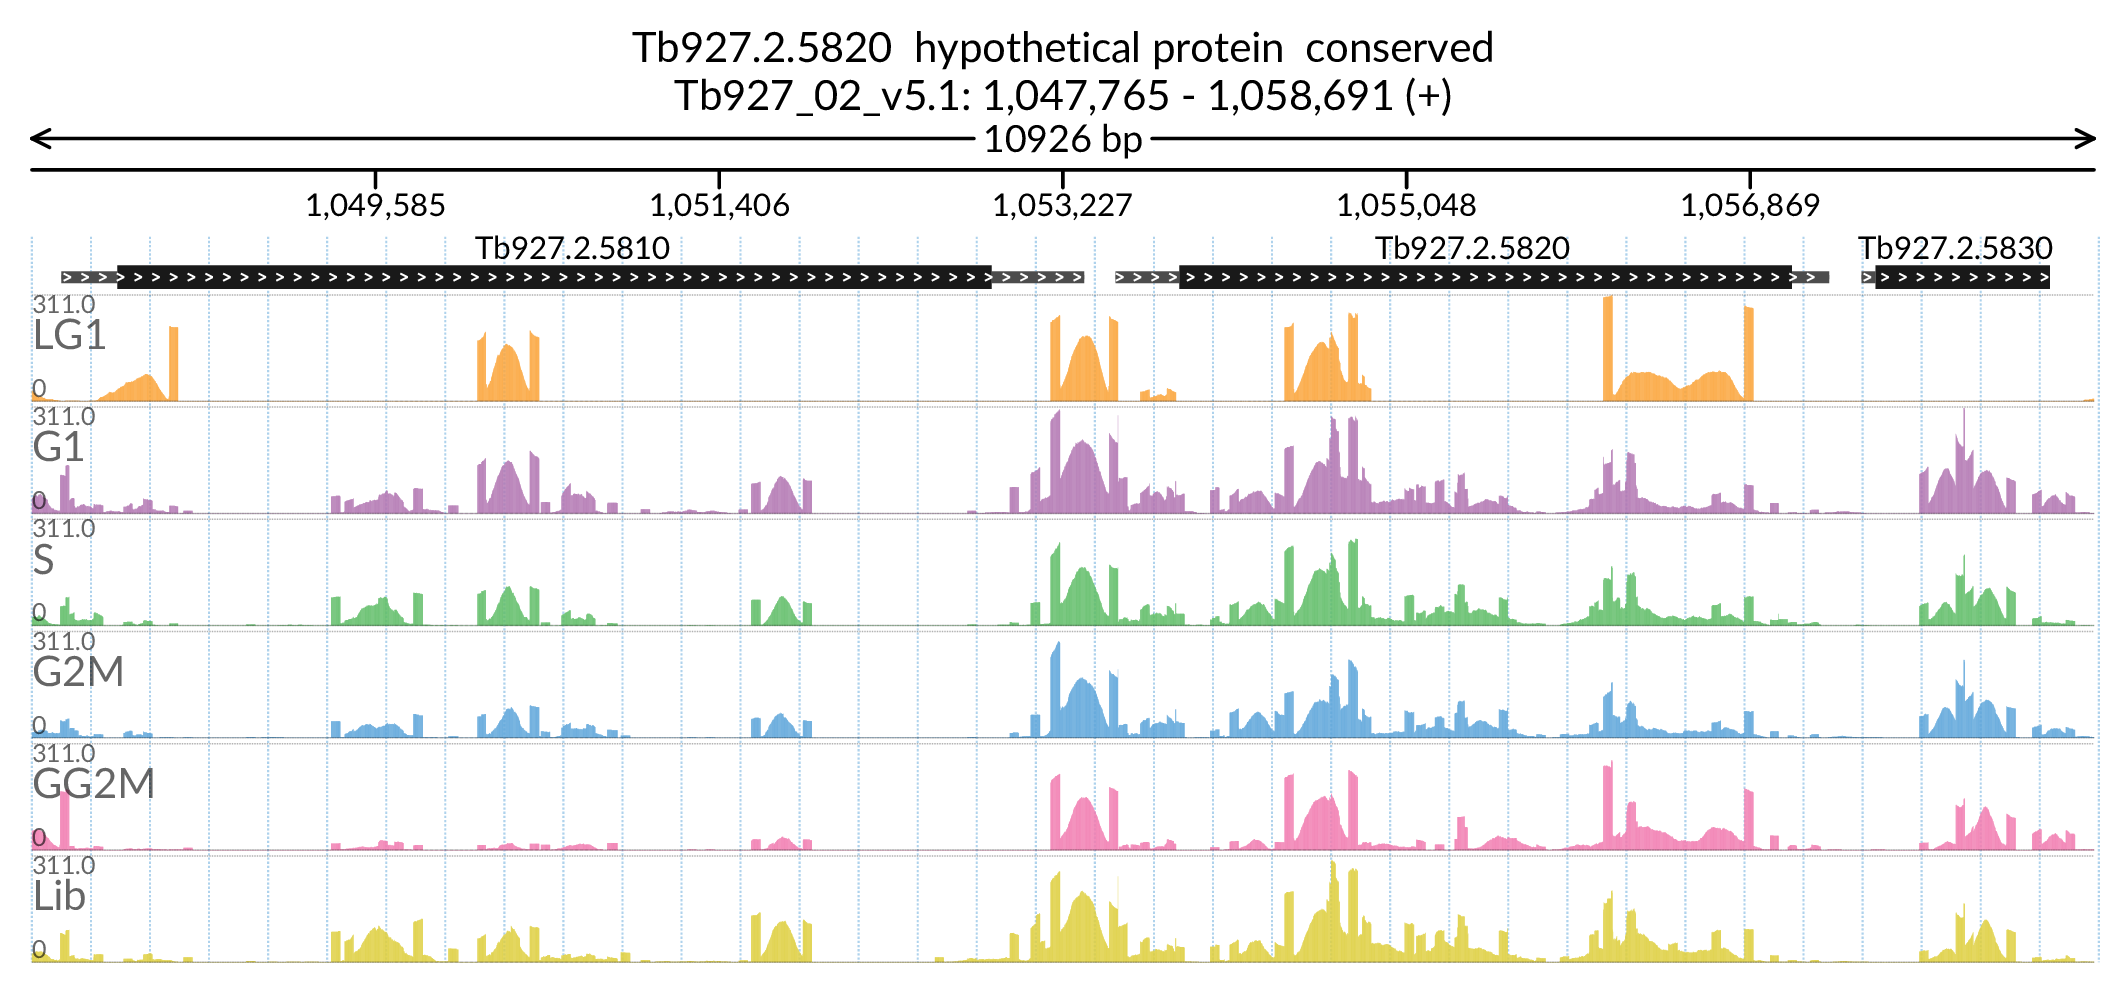 Tb927.2.5820  hypothetical protein  conserved
Tb927_02_v5.1: 1,047,765 - 1,058,691 (+)
10926 bp
1,049,585 1,051,406 1,053,227 1,055,048 1,056,869
Tb927.2.5810 Tb927.2.5820 Tb927.2.5830
311.0
LG1
0
311.0
G1
0
311.0
S
0
311.0
G2M
0
311.0
GG2M
0
311.0
Lib
0